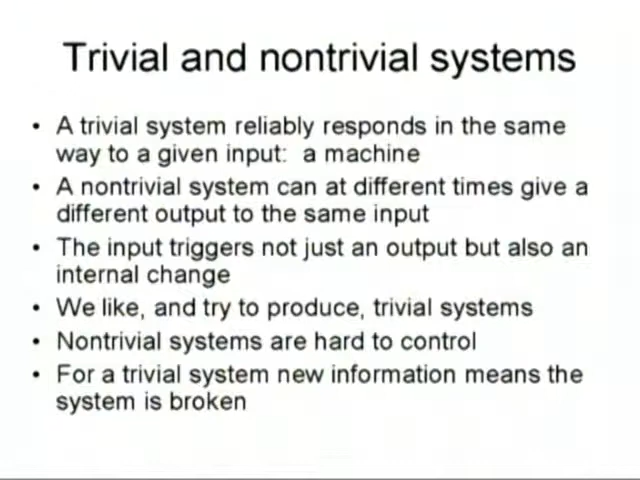 Trivial and nontrivial systems
• A trivial system reliably responds in the same
way to a given input: a machine
• A nontrivial system can at different times give a
different output to the same input
• The input triggers not just an output but also an
internal change
• We like, and try to produce, trivial systems
• Nontrivial systems are hard to control
• For a trivial system new information means the
system is broken